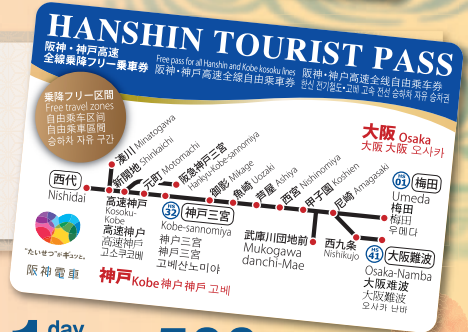 HANSHIN TOURIST PASS
阪神・神戸高速
全線乗降フリー乗車券
Free pass for all Hanshin and Kobe kosoku lines
阪神・神戸高速全線自由乘車券
阪神・神户高速全线自由乘车券
한신 전기철도・고베 고속 전선 승하차 자유 승차권
乗降フリー区間
Free travel zones
自由乘车区间
自由乘車區間
승하차 자유 구간
大阪 Osaka
大阪 大阪 오사카
西代
Nishidai
湊川 Minatogawa
新開地 Shinkaichi
元町 Motomachi
阪急神戸三宮
Hankyu-Kobe-sannomiya
御影 Mikage
魚崎 Uozaki
芦屋 Ashiya
西宮 Nishinomiya
甲子園 Koshien
尼崎 Amagasaki
HS
01
梅田
Umeda
梅田
梅田
우메다
高速神戸
Kosoku-
Kobe
高速神户
高速神戶
고소쿠코베
HS
32
神戸三宮
Kobe-sannomiya
神户三宮
神戶三宮
고베산노미야
武庫川団地前
Mukogawa
danchi-Mae
西九条
Nishikujo
HS
41
大阪難波
Osaka-Namba
大阪难波
大阪難波
오사카 난바
"たいせつ"がギュッと。
阪神電車
神戸 Kobe 神户 神戶 고베
1 day